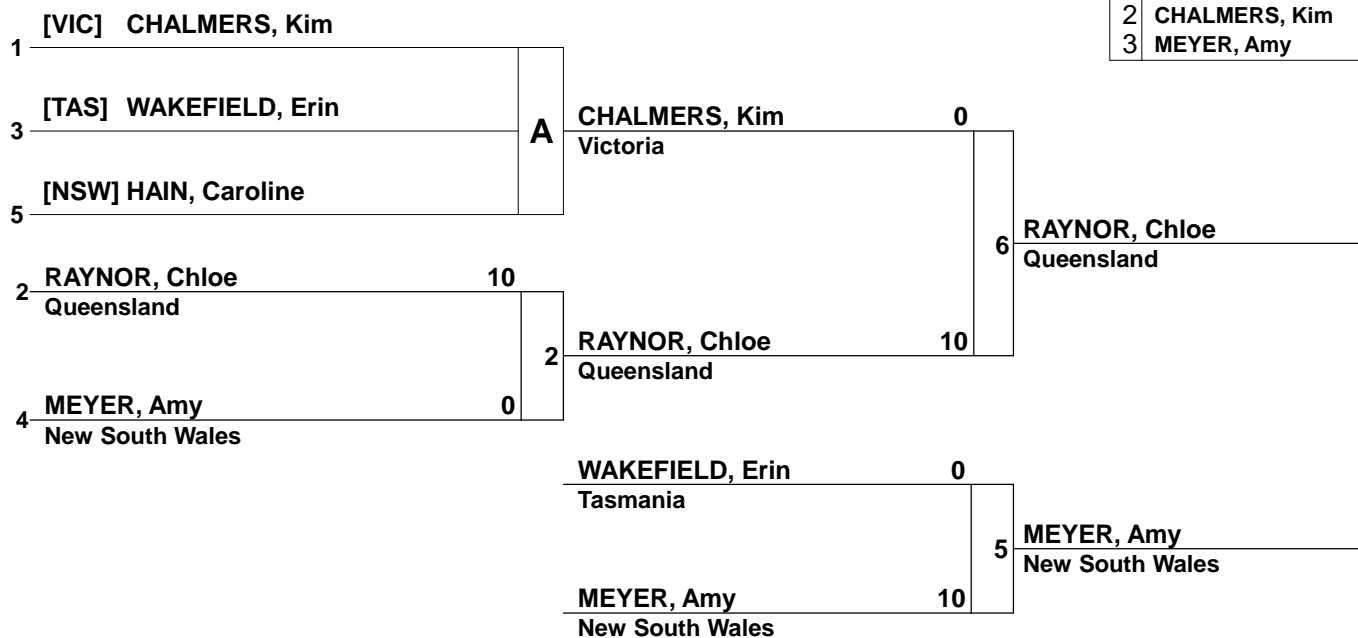 2 CHALMERS, Kim
3 MEYER, Amy
[VIC] CHALMERS, Kim
1
[TAS] WAKEFIELD, Erin
3
[NSW] HAIN, Caroline
5
A
CHALMERS, Kim 0
Victoria
RAYNOR, Chloe 10
2
Queensland
MEYER, Amy 0
4
New South Wales
2
RAYNOR, Chloe 10
Queensland
6
RAYNOR, Chloe
Queensland
WAKEFIELD, Erin 0
Tasmania
MEYER, Amy 10
New South Wales
5
MEYER, Amy
New South Wales